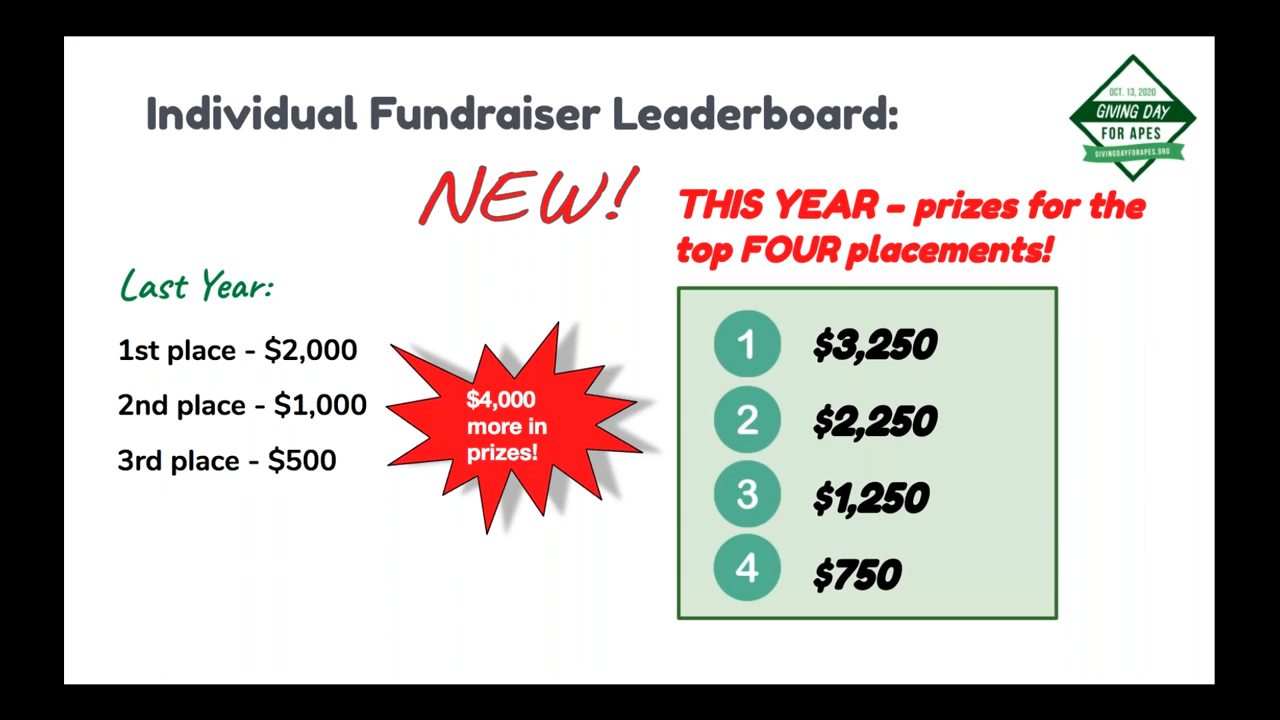 Individual Fundraiser Leaderboard:
OCT. 13, 2020
GIVING DAY
FOR APES
GIVINGDAYFORAPES.ORG
NEW!
THIS YEAR – prizes for the
top FOUR placements!
Last Year:
1st place - $2,000
2nd place - $1,000
3rd place - $500
$4,000
more in
prizes!
1 $3,250
2 $2,250
3 $1,250
4 $750